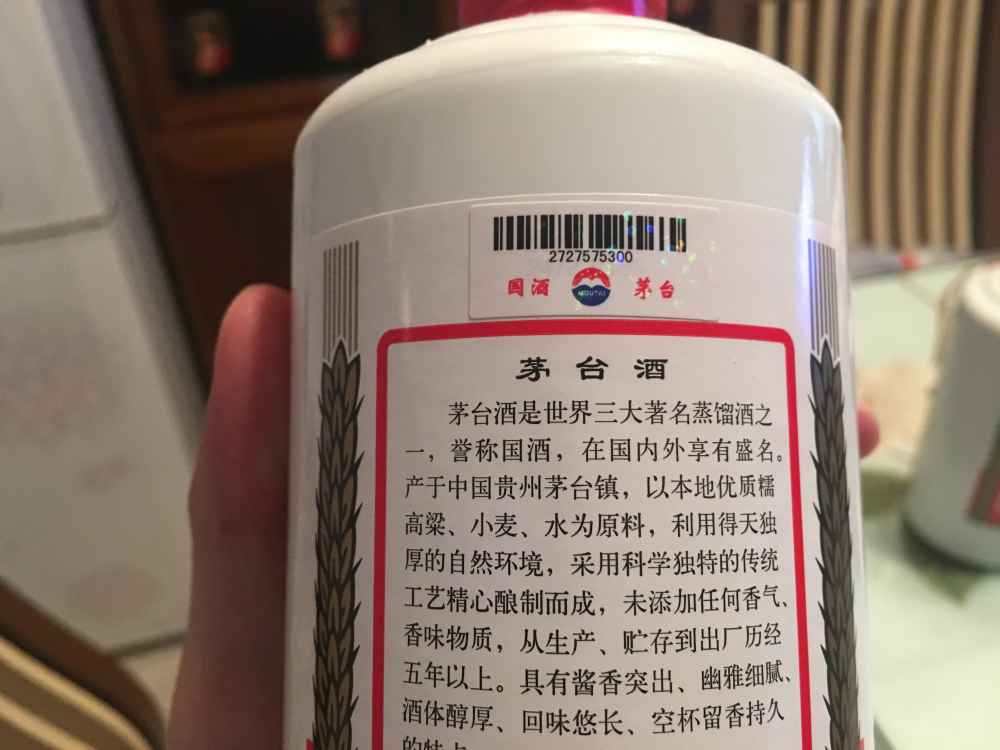 2727575300
国酒 MOUTAI 茅台
茅台酒
茅台酒是世界三大著名蒸馏酒之
一，誉称国酒，在国内外享有盛名。
产于中国贵州茅台镇，以本地优质糯
高粱、小麦、水为原料，利用得天独
厚的自然环境，采用科学独特的传统
工艺精心酿制而成，未添加任何香气、
香味物质，从生产、贮存到出厂历经
五年以上。具有酱香突出、幽雅细腻、
酒体醇厚、回味悠长、空杯留香持久
的特点